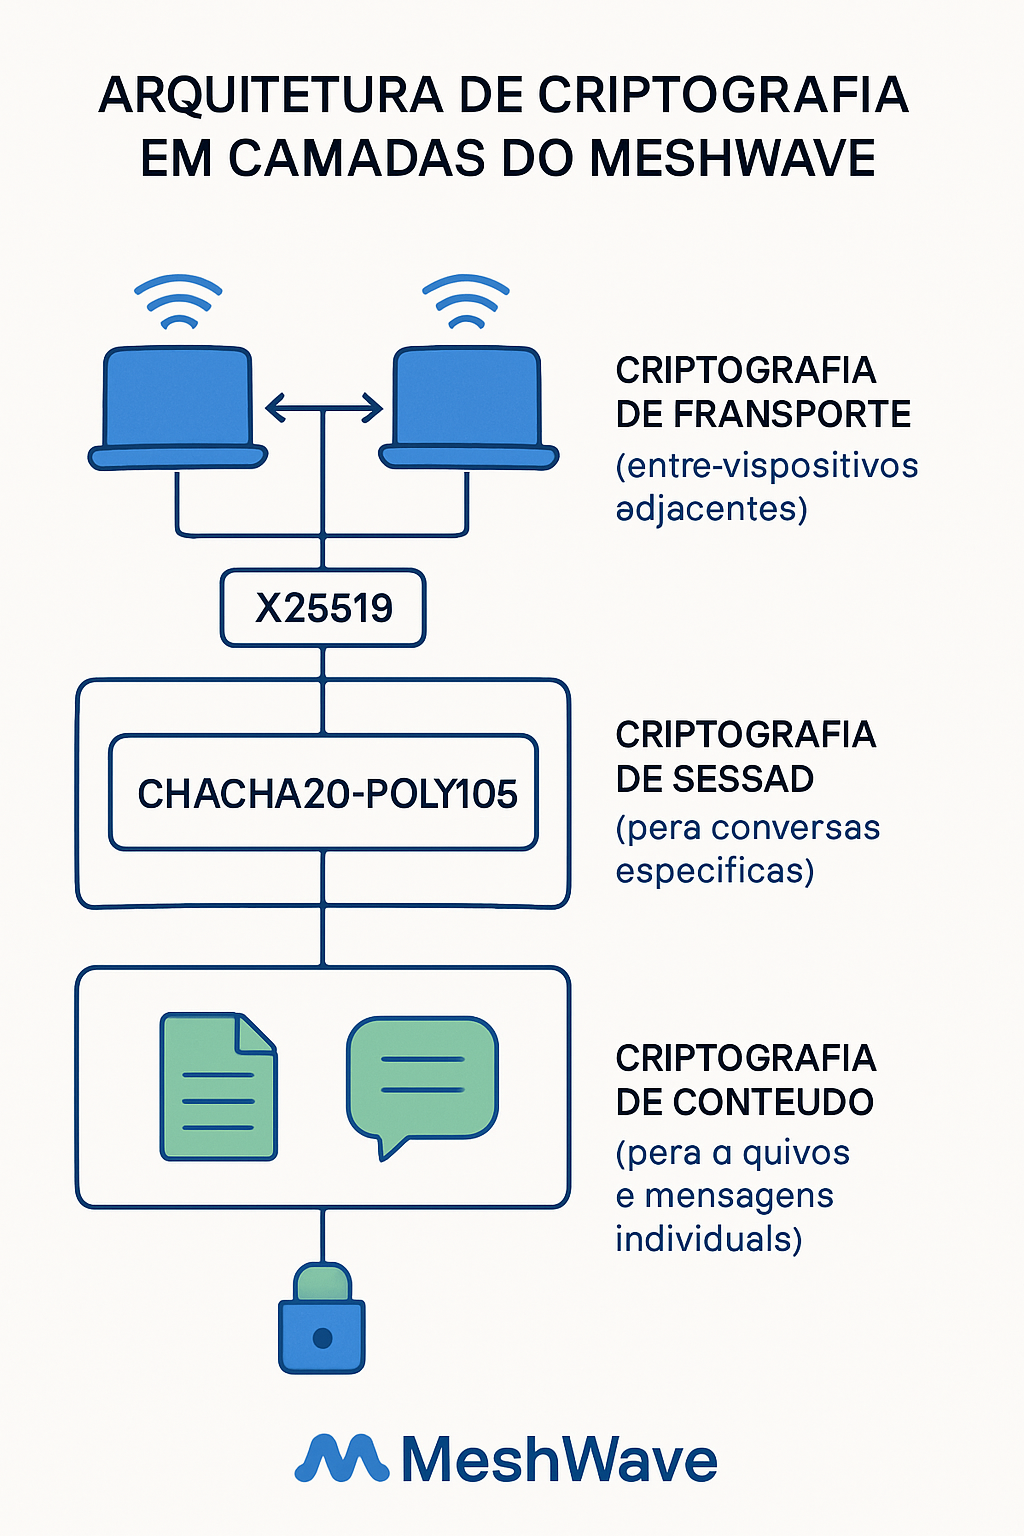 ARQUITETURA DE CRIPTOGRAFIA
EM CAMADAS DO MESHWAVE
CRIPTOGRAFIA
DE FRANSPORTE
(entre-vispositivos
adjacentes)
X25519
CHACHA20-POLY105
CRIPTOGRAFIA
DE SESSAD
(pera conversas
especificas)
CRIPTOGRAFIA
DE CONTEUDO
(pera a quivos
e mensagens
individuals)
MeshWave